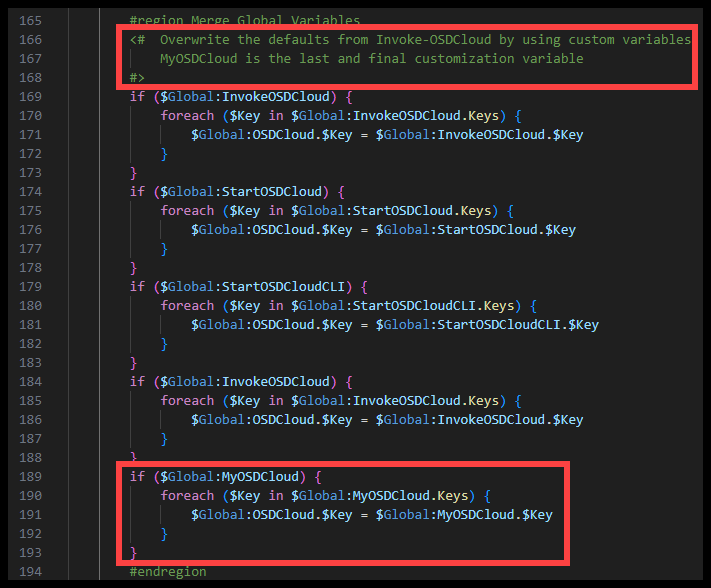 165 #region Merge Global Variables
166 <#  Overwrite the defaults from Invoke-OSDCloud by using custom variables
167     MyOSDCloud is the last and final customization variable
168 #>
169 if ($Global:InvokeOSDCloud) {
170     foreach ($Key in $Global:InvokeOSDCloud.Keys) {
171         $Global:OSDCloud.$Key = $Global:InvokeOSDCloud.$Key
172     }
173 }
174 if ($Global:StartOSDCloud) {
175     foreach ($Key in $Global:StartOSDCloud.Keys) {
176         $Global:OSDCloud.$Key = $Global:StartOSDCloud.$Key
177     }
178 }
179 if ($Global:StartOSDCloudCLI) {
180     foreach ($Key in $Global:StartOSDCloudCLI.Keys) {
181         $Global:OSDCloud.$Key = $Global:StartOSDCloudCLI.$Key
182     }
183 }
184 if ($Global:InvokeOSDCloud) {
185     foreach ($Key in $Global:InvokeOSDCloud.Keys) {
186         $Global:OSDCloud.$Key = $Global:InvokeOSDCloud.$Key
187     }
188 }
189 if ($Global:MyOSDCloud) {
190     foreach ($Key in $Global:MyOSDCloud.Keys) {
191         $Global:OSDCloud.$Key = $Global:MyOSDCloud.$Key
192     }
193 }
194 #endregion